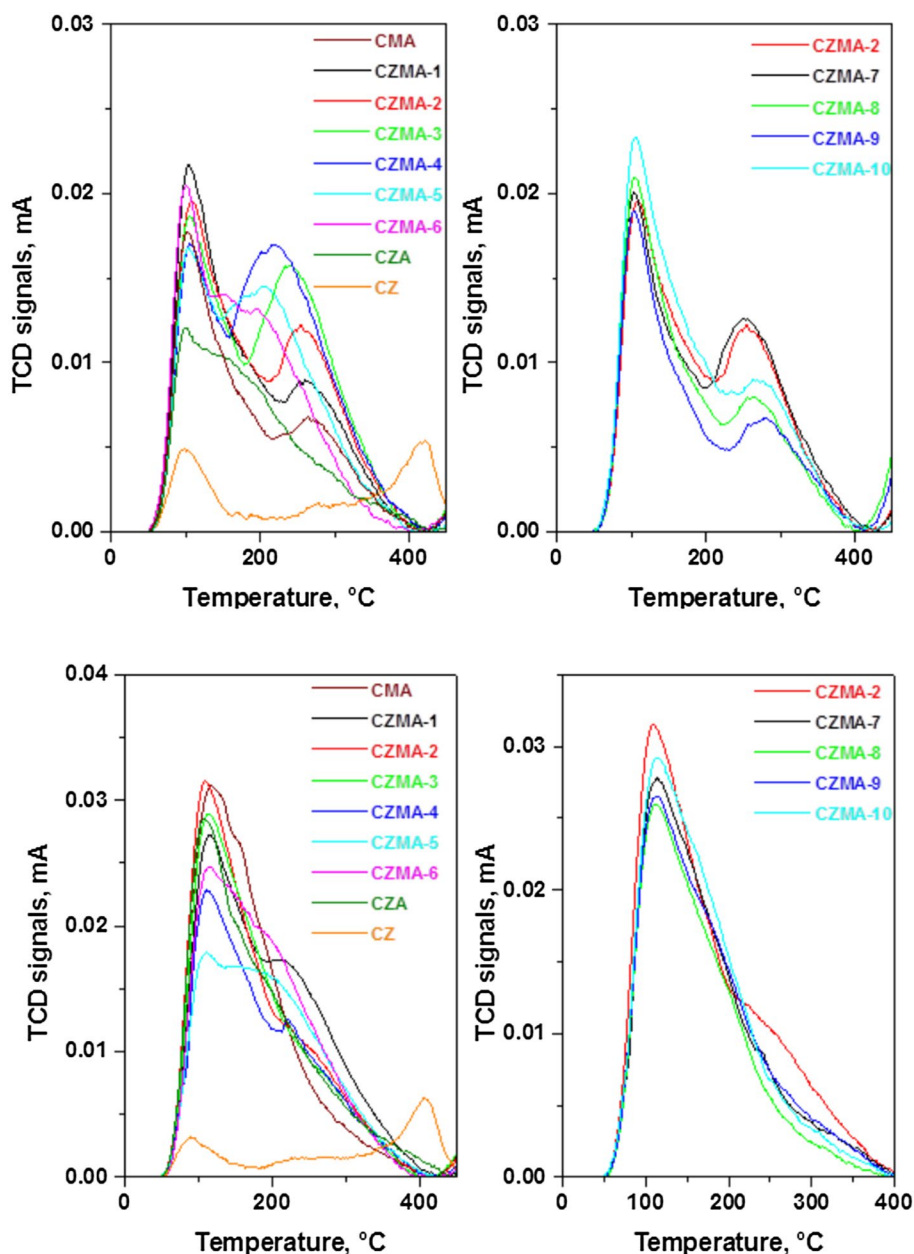 0.03
0.02
0.01
0.00
TCD signals, mA
CMA
CZMA-1
CZMA-2
CZMA-3
CZMA-4
CZMA-5
CZMA-6
CZA
CZ
0 200 400
Temperature, °C
0.03
0.02
0.01
0.00
TCD signals, mA
CZMA-2
CZMA-7
CZMA-8
CZMA-9
CZMA-10
0 200 400
Temperature, °C
0.04
0.03
0.02
0.01
0.00
TCD signals, mA
CMA
CZMA-1
CZMA-2
CZMA-3
CZMA-4
CZMA-5
CZMA-6
CZA
CZ
0 200 400
Temperature, °C
0.03
0.02
0.01
0.00
TCD signals, mA
CZMA-2
CZMA-7
CZMA-8
CZMA-9
CZMA-10
0 100 200 300 400
Temperature, °C